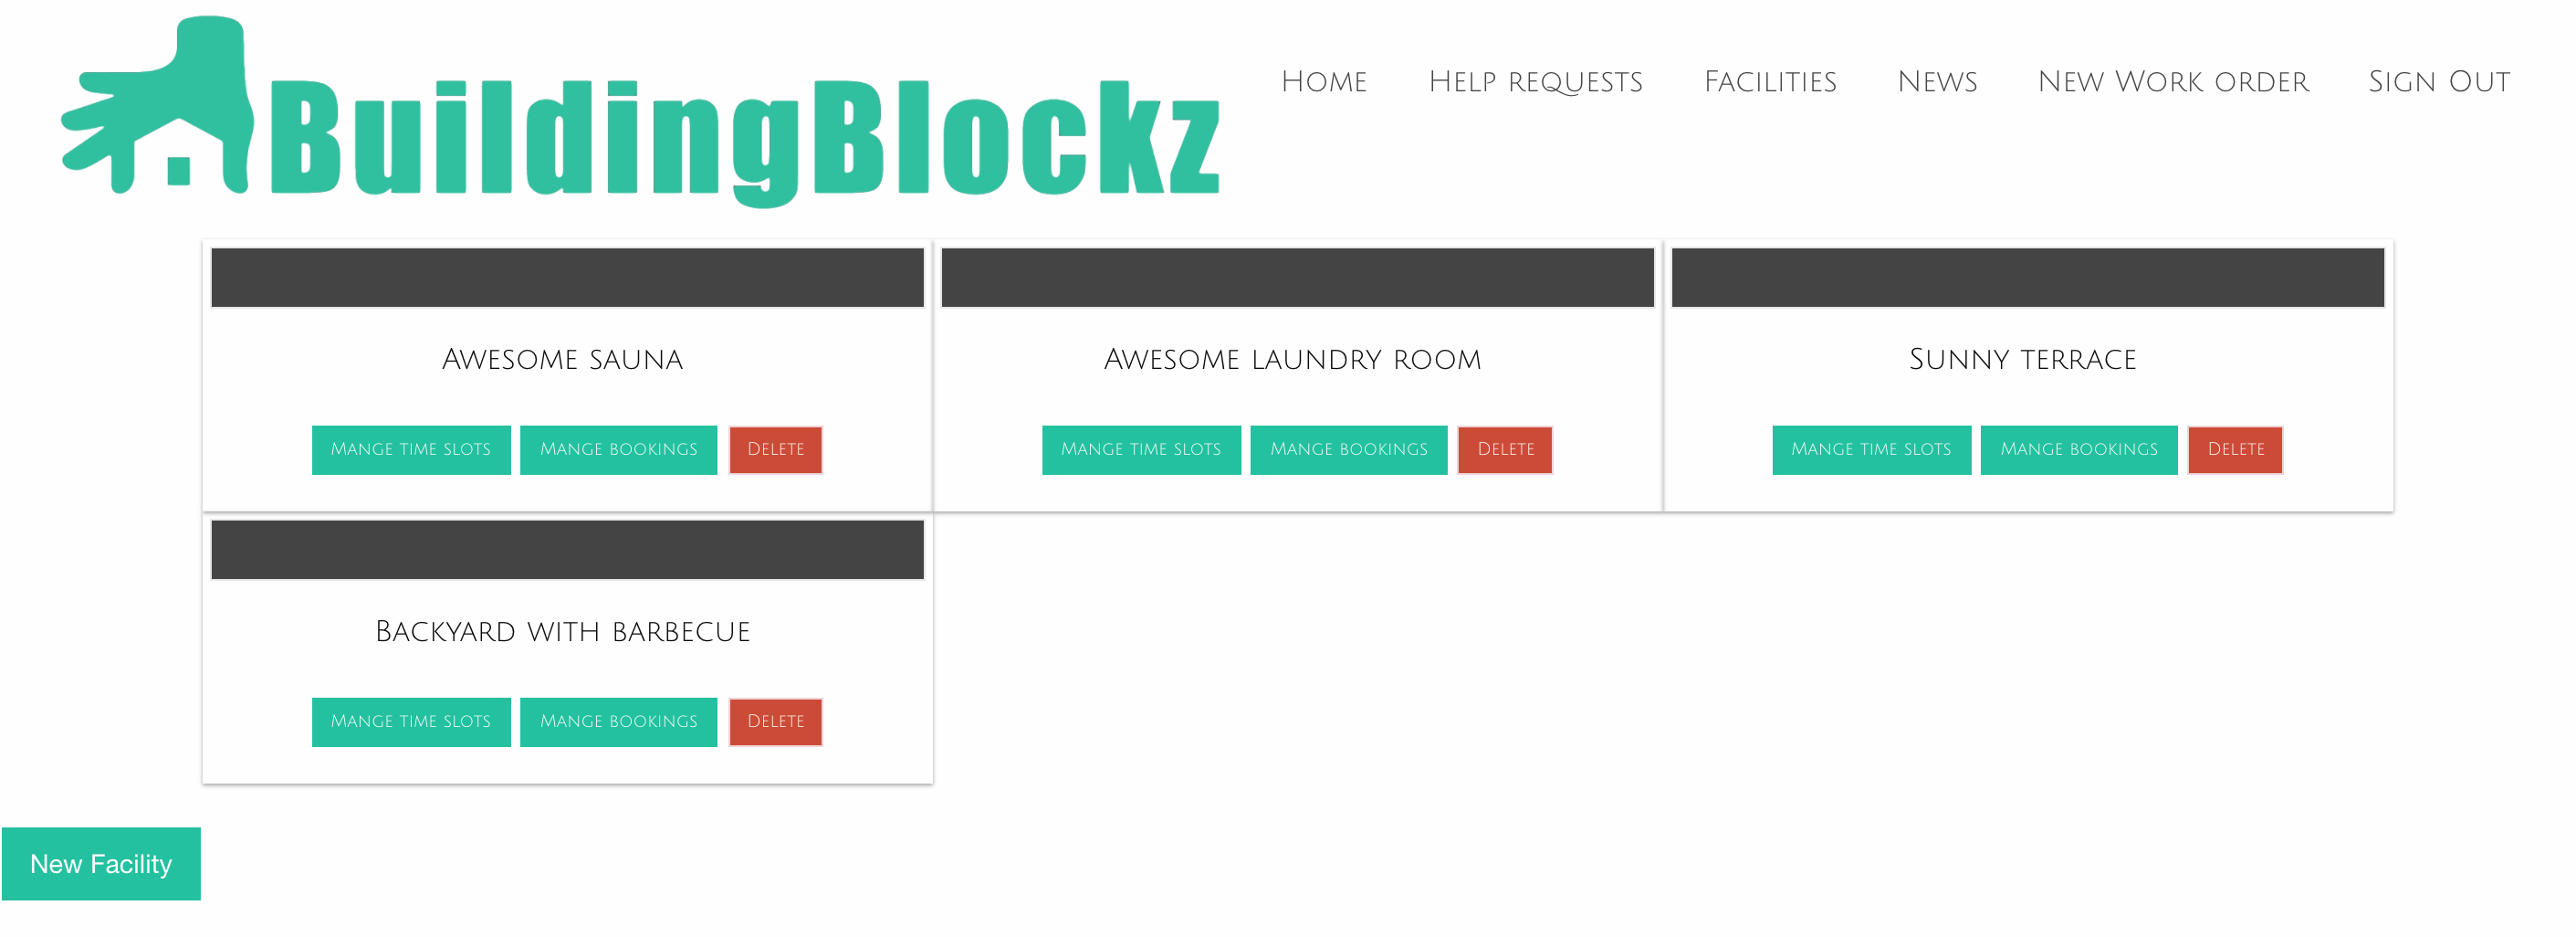 BuildingBlockz
Home Help requests Facilities News New Work order Sign Out
Awesome sauna Awesome laundry room Sunny terrace
Mange time slots Mange bookings Delete Mange time slots Mange bookings Delete Mange time slots Mange bookings Delete
Backyard with barbecue
Mange time slots Mange bookings Delete
New Facility